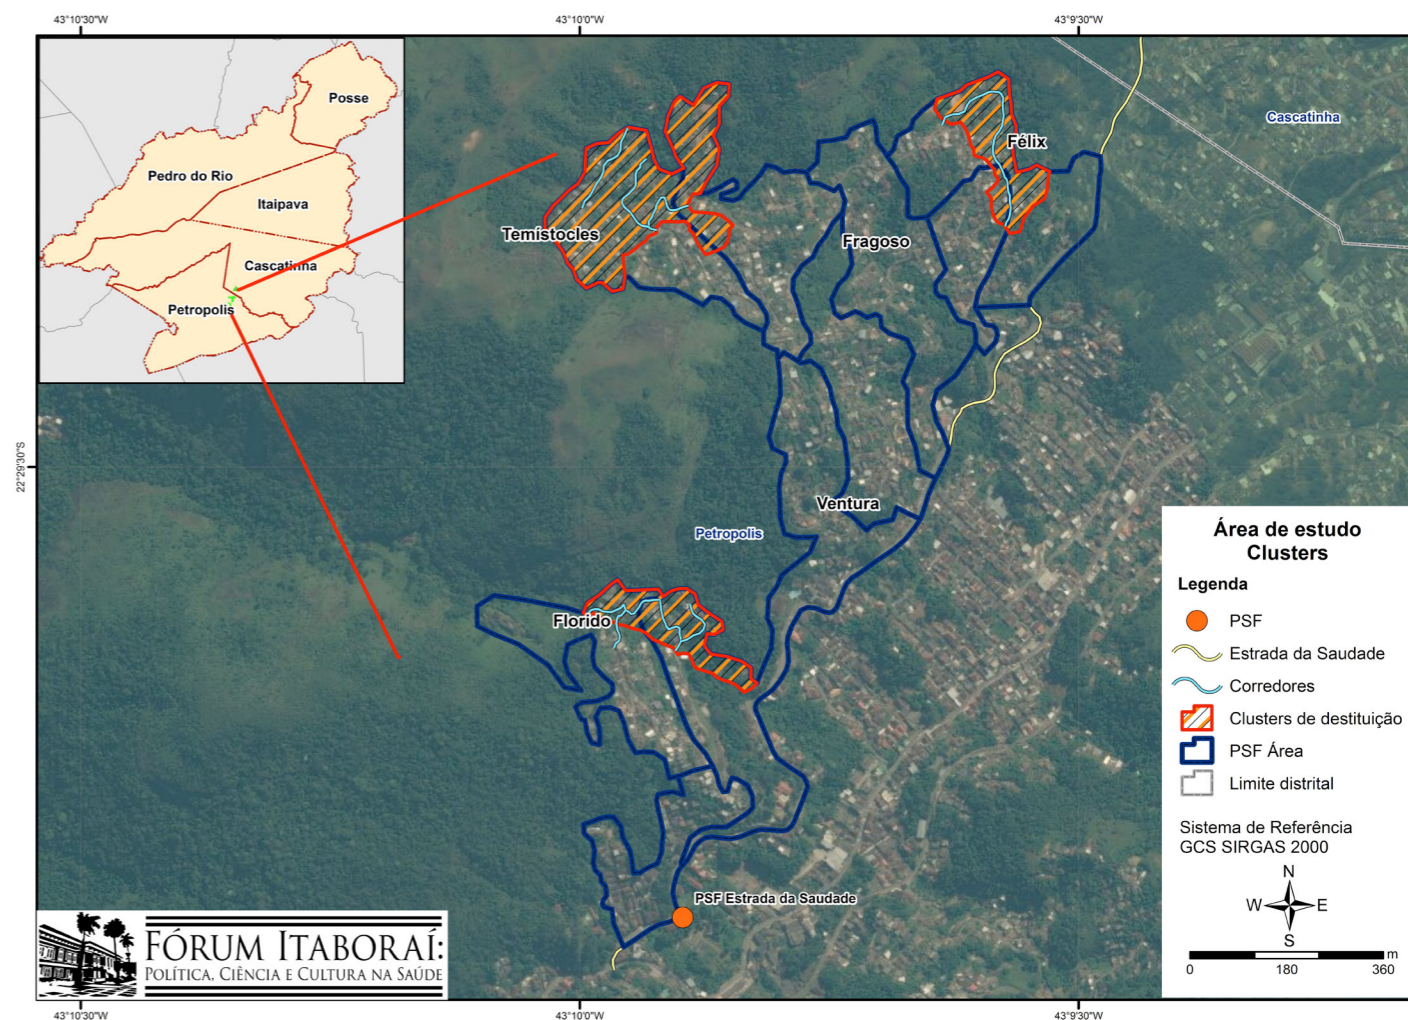 43°10'30"W
43°10'0"W
43°9'30"W
Posse
Pedro do Rio
Itaipava
Cascatinha
Petropolis
Cascatinha
Félix
Temístocles
Fragoso
22°29'30"S
Ventura
Petropolis
Florido
PSF Estrada da Saudade
Área de estudo
Clusters
Legenda
PSF
Estrada da Saudade
Corredores
Clusters de destituição
PSF Área
Limite distrital
Sistema de Referência
GCS SIRGAS 2000
N
W E
S
m
0 180 360
FÓRUM ITABORAÍ:
POLÍTICA, CIÊNCIA E CULTURA NA SAÚDE
43°10'30"W
43°10'0"W
43°9'30"W